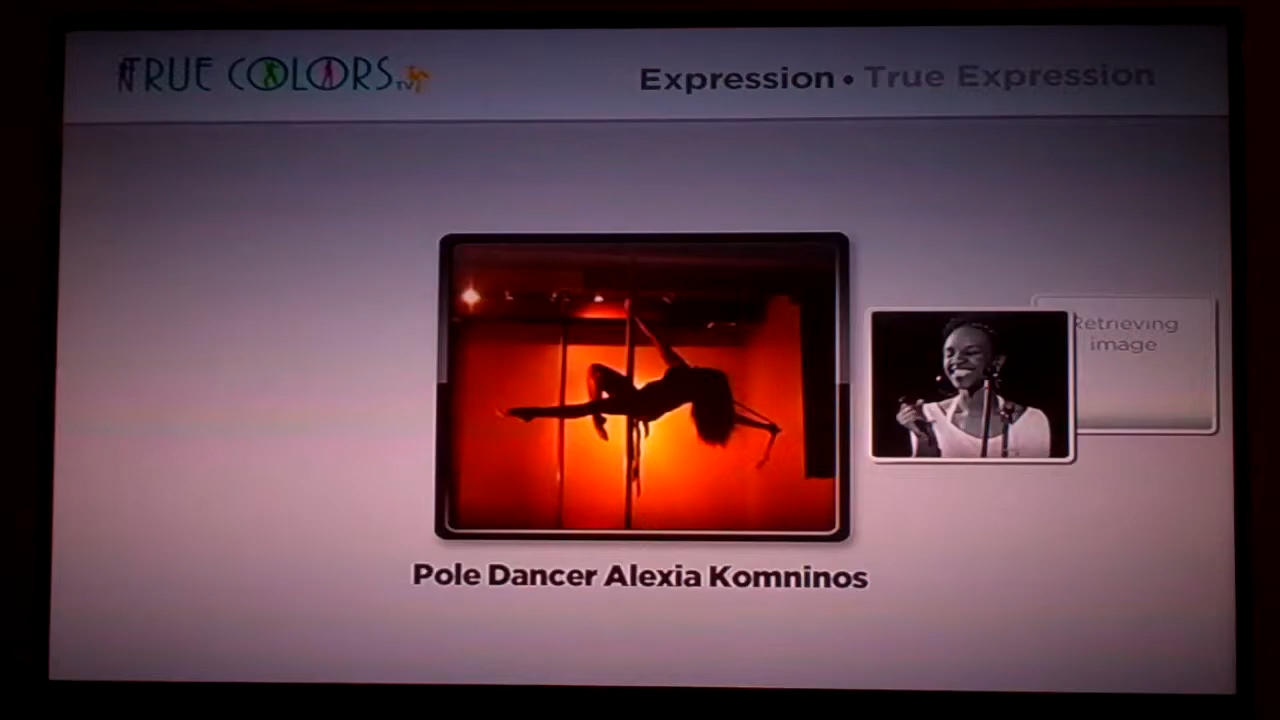 TRUE COLORS TV
Expression • True Expression
Retrieving
image
Pole Dancer Alexia Komninos